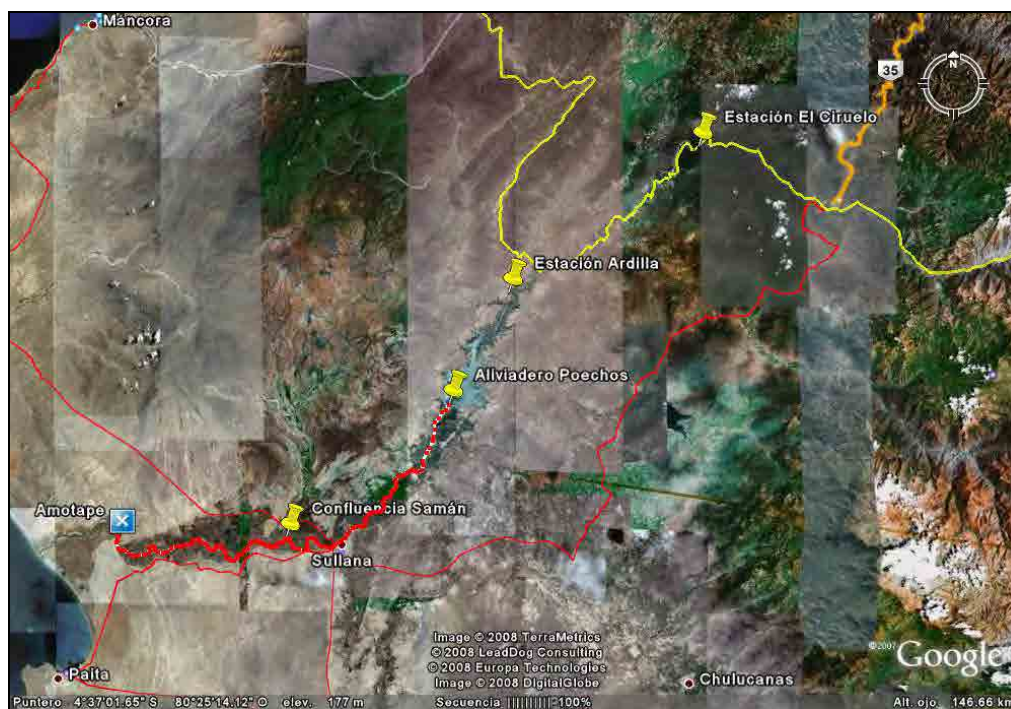 Máncora
N
35
Estación El Ciruelo
Estación Ardilla
Aliviadero Poechos
Amotape
Confluencia Samán
Sullana
Image © 2008 TerraMetrics
© 2008 LeadDog Consulting
© 2008 Europa Technologies
Image © 2008 DigitalGlobe
©2007 Google
Paita
Chulucanas
Puntero 4°37'01.65" S 80°25'14.12" O elev. 177 m Secuencia ||||||||| 100% Alt. ojo 146.66 km